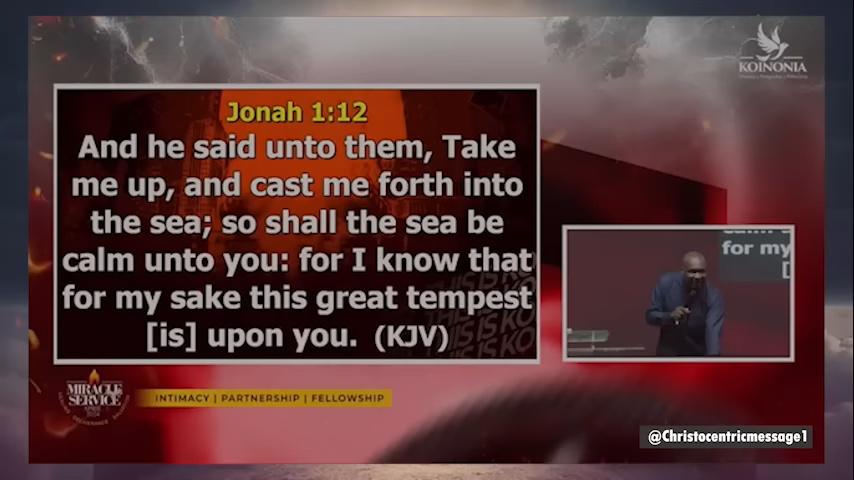 KOINONIA
Jonah 1:12
And he said unto them, Take
me up, and cast me forth into
the sea; so shall the sea be
calm unto you: for I know that
for my sake this great tempest
[is] upon you. (KJV)
for my
[
MIRACLE
SERVICE
APRIL
2024
INTIMACY | PARTNERSHIP | FELLOWSHIP
@Christocentricmessage1